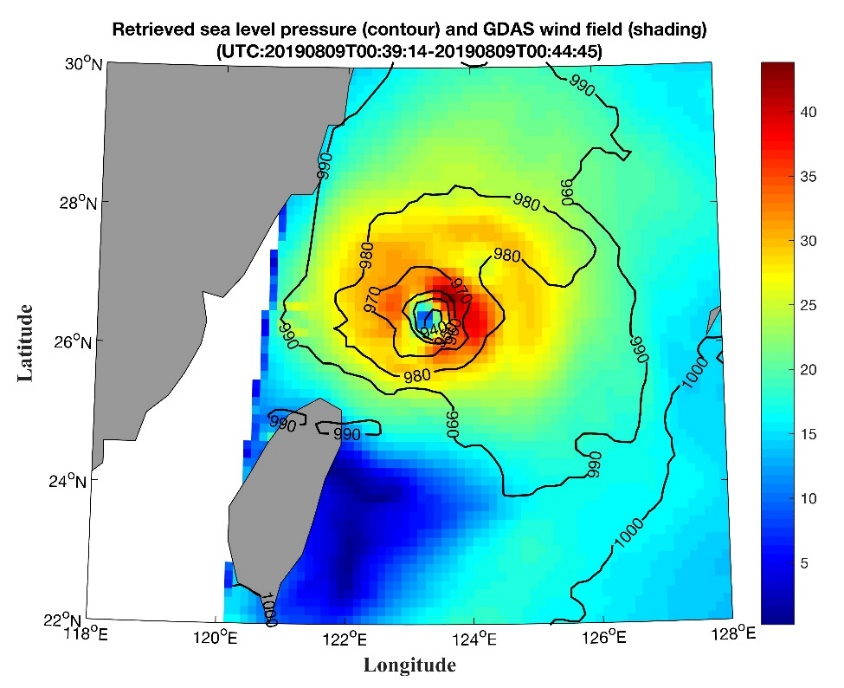 Retrieved sea level pressure (contour) and GDAS wind field (shading)
(UTC:20190809T00:39:14-20190809T00:44:45)
30°N
28°N
26°N
24°N
22°N
Latitude
118°E
120°E
122°E
124°E
126°E
128°E
Longitude
40
35
30
25
20
15
10
5
990
990
990
980
980
980
970
970
940
990
980
990
1000
990
990
990
990
1000
1000